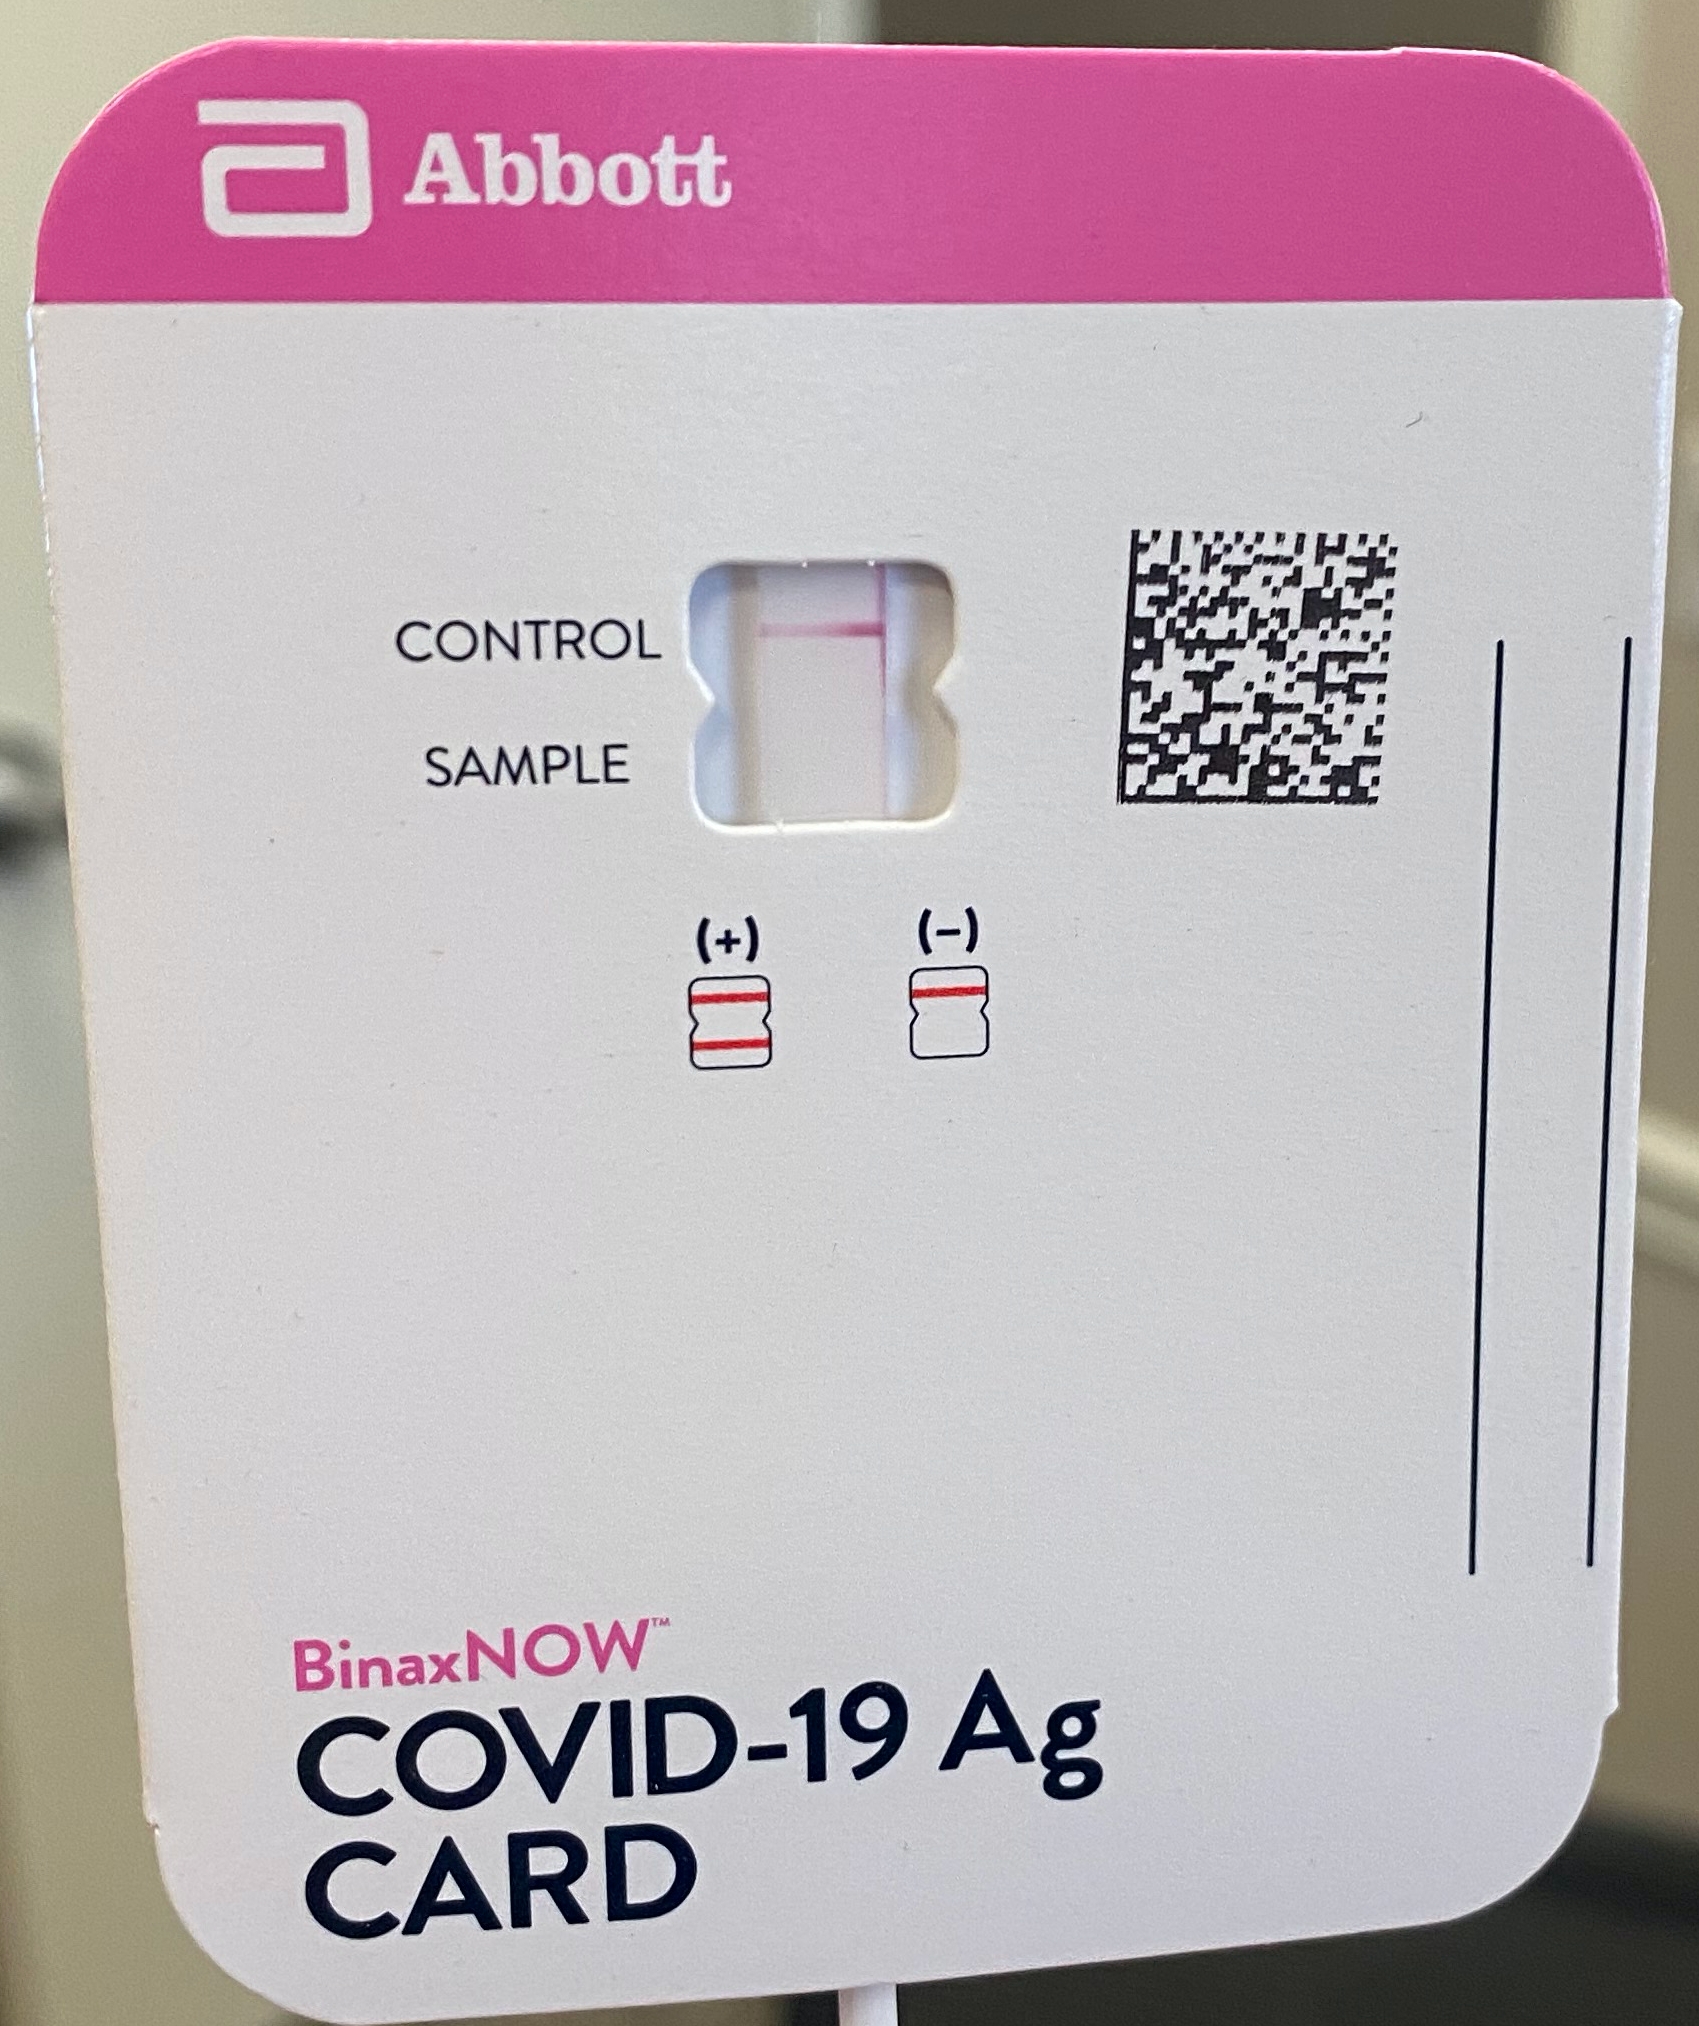 Abbott
CONTROL
SAMPLE
(+) (-)
BinaxNOW™
COVID-19 Ag
CARD